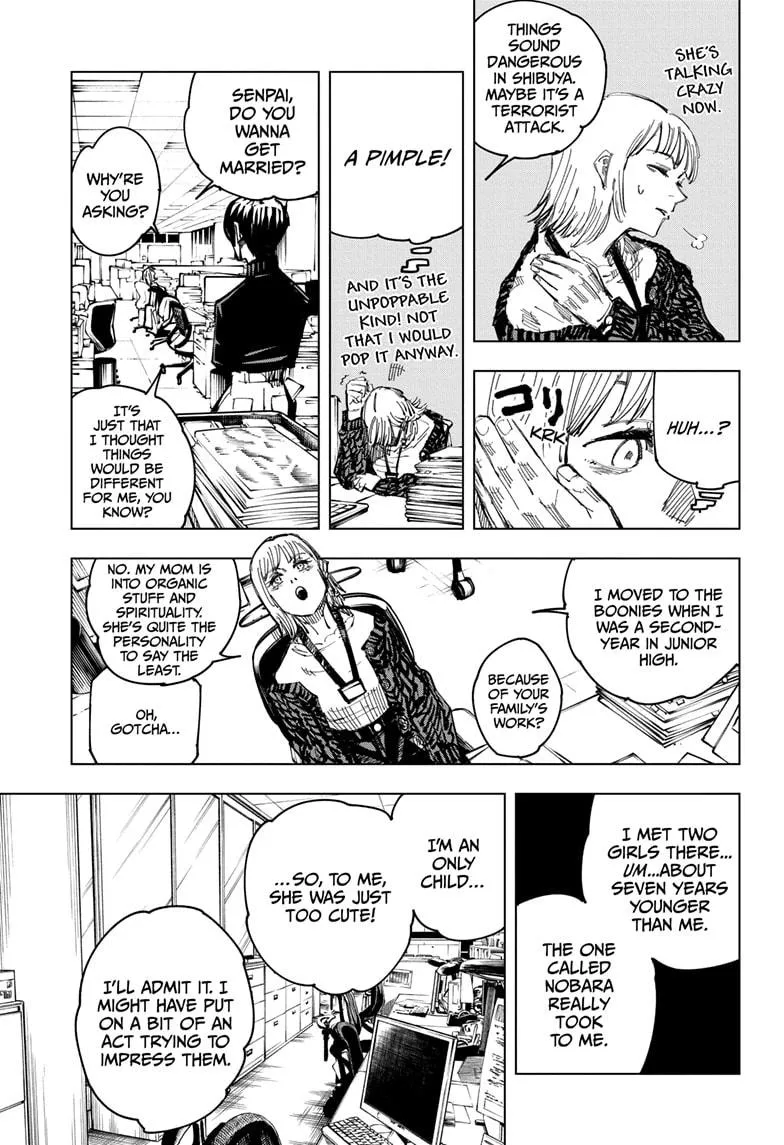 THINGS
SOUND
DANGEROUS
IN SHIBUYA.
MAYBE IT'S A
TERRORIST
ATTACK.
SHE'S
TALKING
CRAZY
NOW.
HUH...?
コリ
KRK
A PIMPLE!
AND IT'S THE
UNPOPPABLE
KIND! NOT
THAT I WOULD
POP IT ANYWAY.
SENPAI,
DO YOU
WANNA
GET
MARRIED?
WHY'RE
YOU
ASKING?
IT'S
JUST THAT
I THOUGHT
THINGS
WOULD BE
DIFFERENT
FOR ME, YOU
KNOW?
I MOVED TO THE
BOONIES WHEN I
WAS A SECOND-
YEAR IN JUNIOR
HIGH.
BECAUSE
OF YOUR
FAMILY'S
WORK?
NO. MY MOM IS
INTO ORGANIC
STUFF AND
SPIRITUALITY.
SHE'S QUITE THE
PERSONALITY
TO SAY THE
LEAST.
OH,
GOTCHA...
I MET TWO
GIRLS THERE...
UM...ABOUT
SEVEN YEARS
YOUNGER
THAN ME.
THE ONE
CALLED
NOBARA
REALLY
TOOK
TO ME.
I'M AN
ONLY
CHILD...
...SO, TO ME,
SHE WAS JUST
TOO CUTE!
I'LL ADMIT IT. I
MIGHT HAVE PUT
ON A BIT OF AN
ACT TRYING TO
IMPRESS THEM.